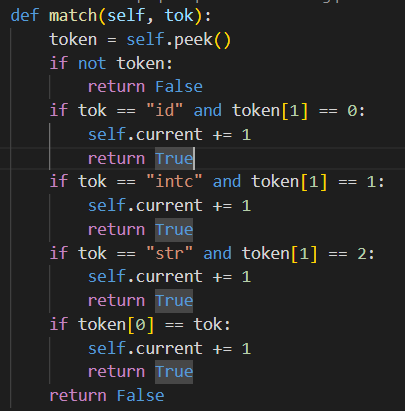 def match(self, tok):
    token = self.peek()
    if not token:
        return False
    if tok == "id" and token[1] == 0:
        self.current += 1
        return True
    if tok == "intc" and token[1] == 1:
        self.current += 1
        return True
    if tok == "str" and token[1] == 2:
        self.current += 1
        return True
    if token[0] == tok:
        self.current += 1
        return True
    return False